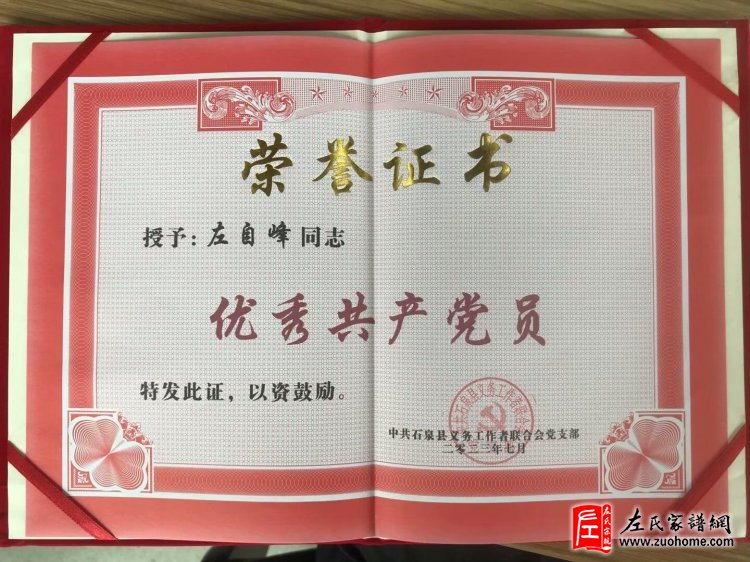 荣誉证书
授予：左自峰同志
优秀共产党员
特发此证，以资鼓励。
中共石泉县义务工作者联合会党支部
二零二三年七月
左氏家譜網
www.zuohome.com